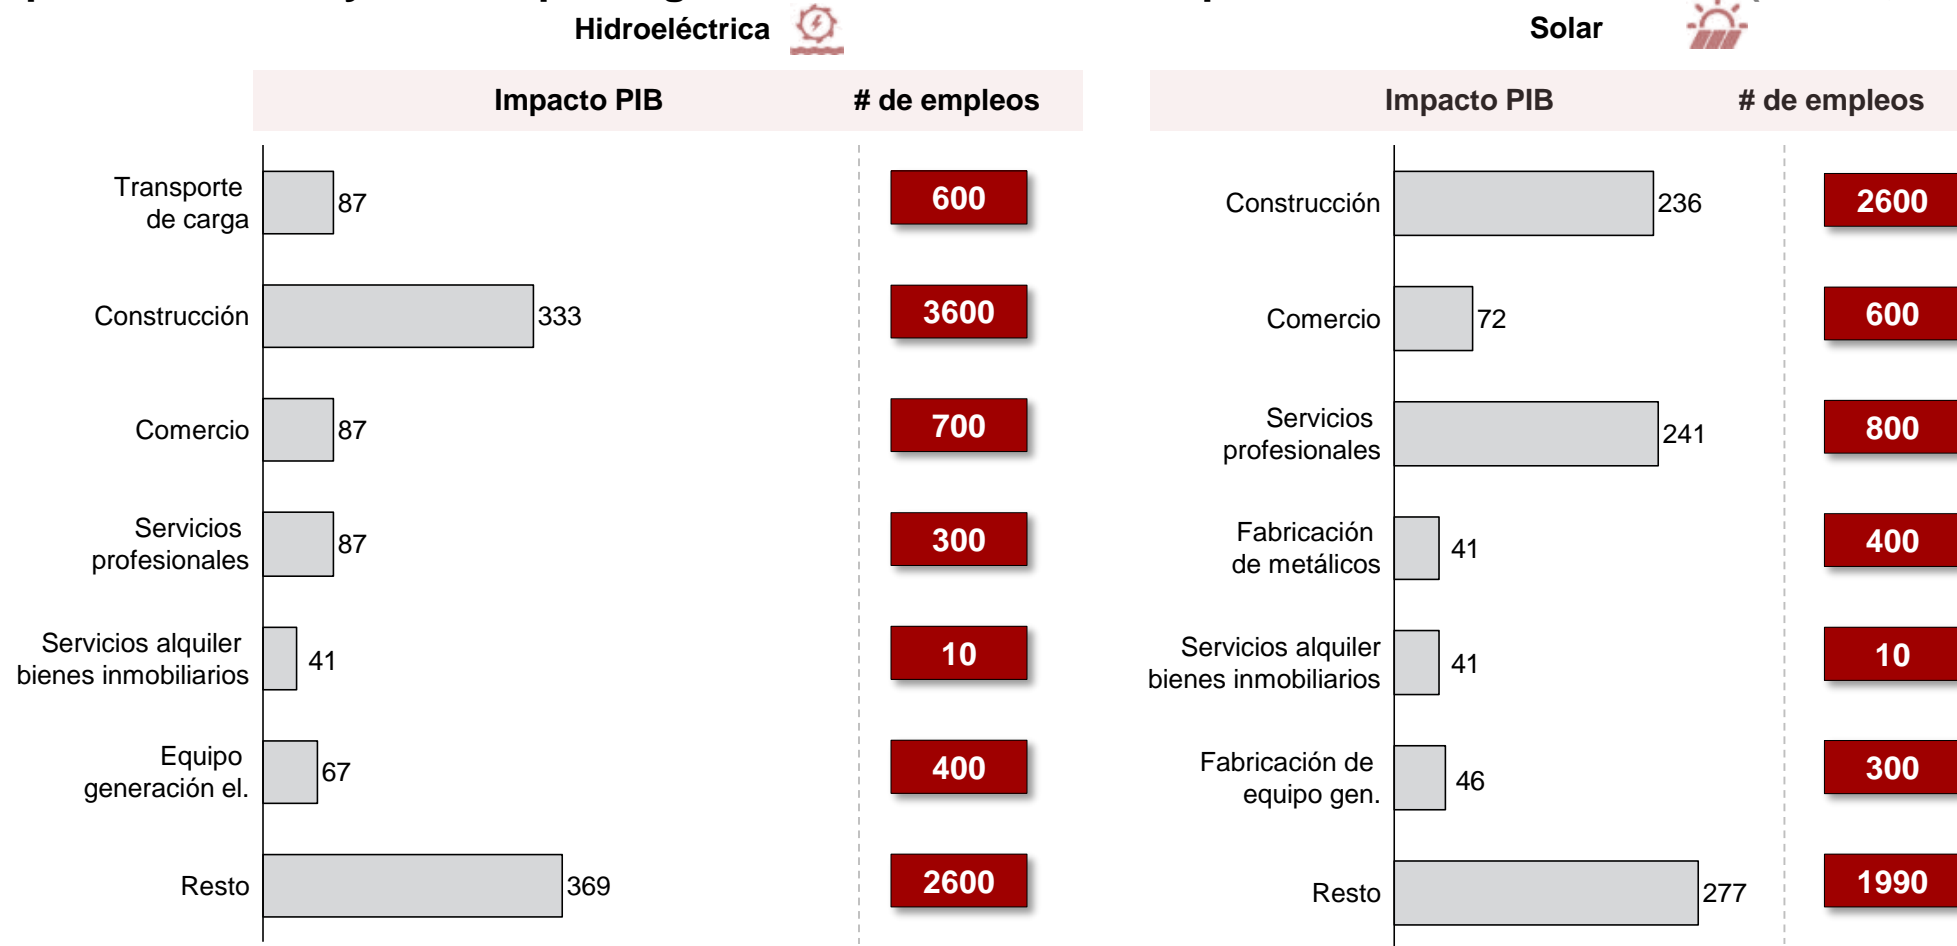 Hidroeléctrica
Impacto PIB
# de empleos
Transporte
de carga
87
600
Construcción
333
3600
Comercio
87
700
Servicios
profesionales
87
300
Servicios alquiler
bienes inmobiliarios
41
10
Equipo
generación el.
67
400
Resto
369
2600
Solar
Impacto PIB
# de empleos
Construcción
236
2600
Comercio
72
600
Servicios
profesionales
241
800
Fabricación
de metálicos
41
400
Servicios alquiler
bienes inmobiliarios
41
10
Fabricación de
equipo gen.
46
300
Resto
277
1990